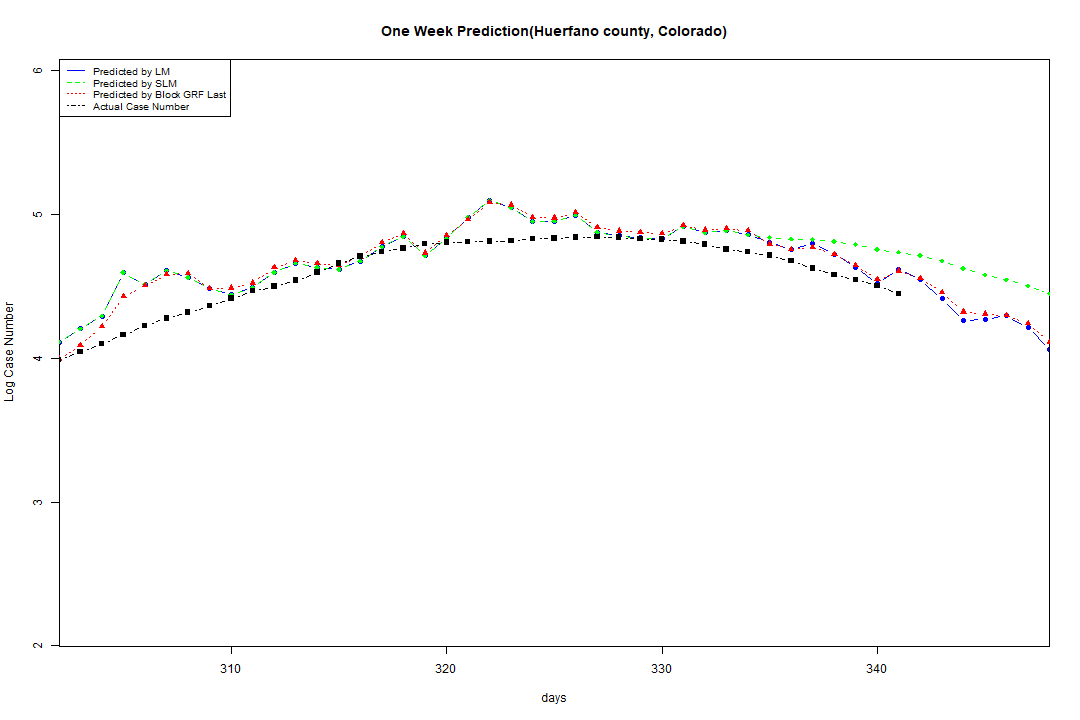 One Week Prediction(Huerfano county, Colorado)
Predicted by LM
Predicted by SLM
Predicted by Block GRF Last
Actual Case Number
6
5
4
3
2
Log Case Number
310 320 330 340
days